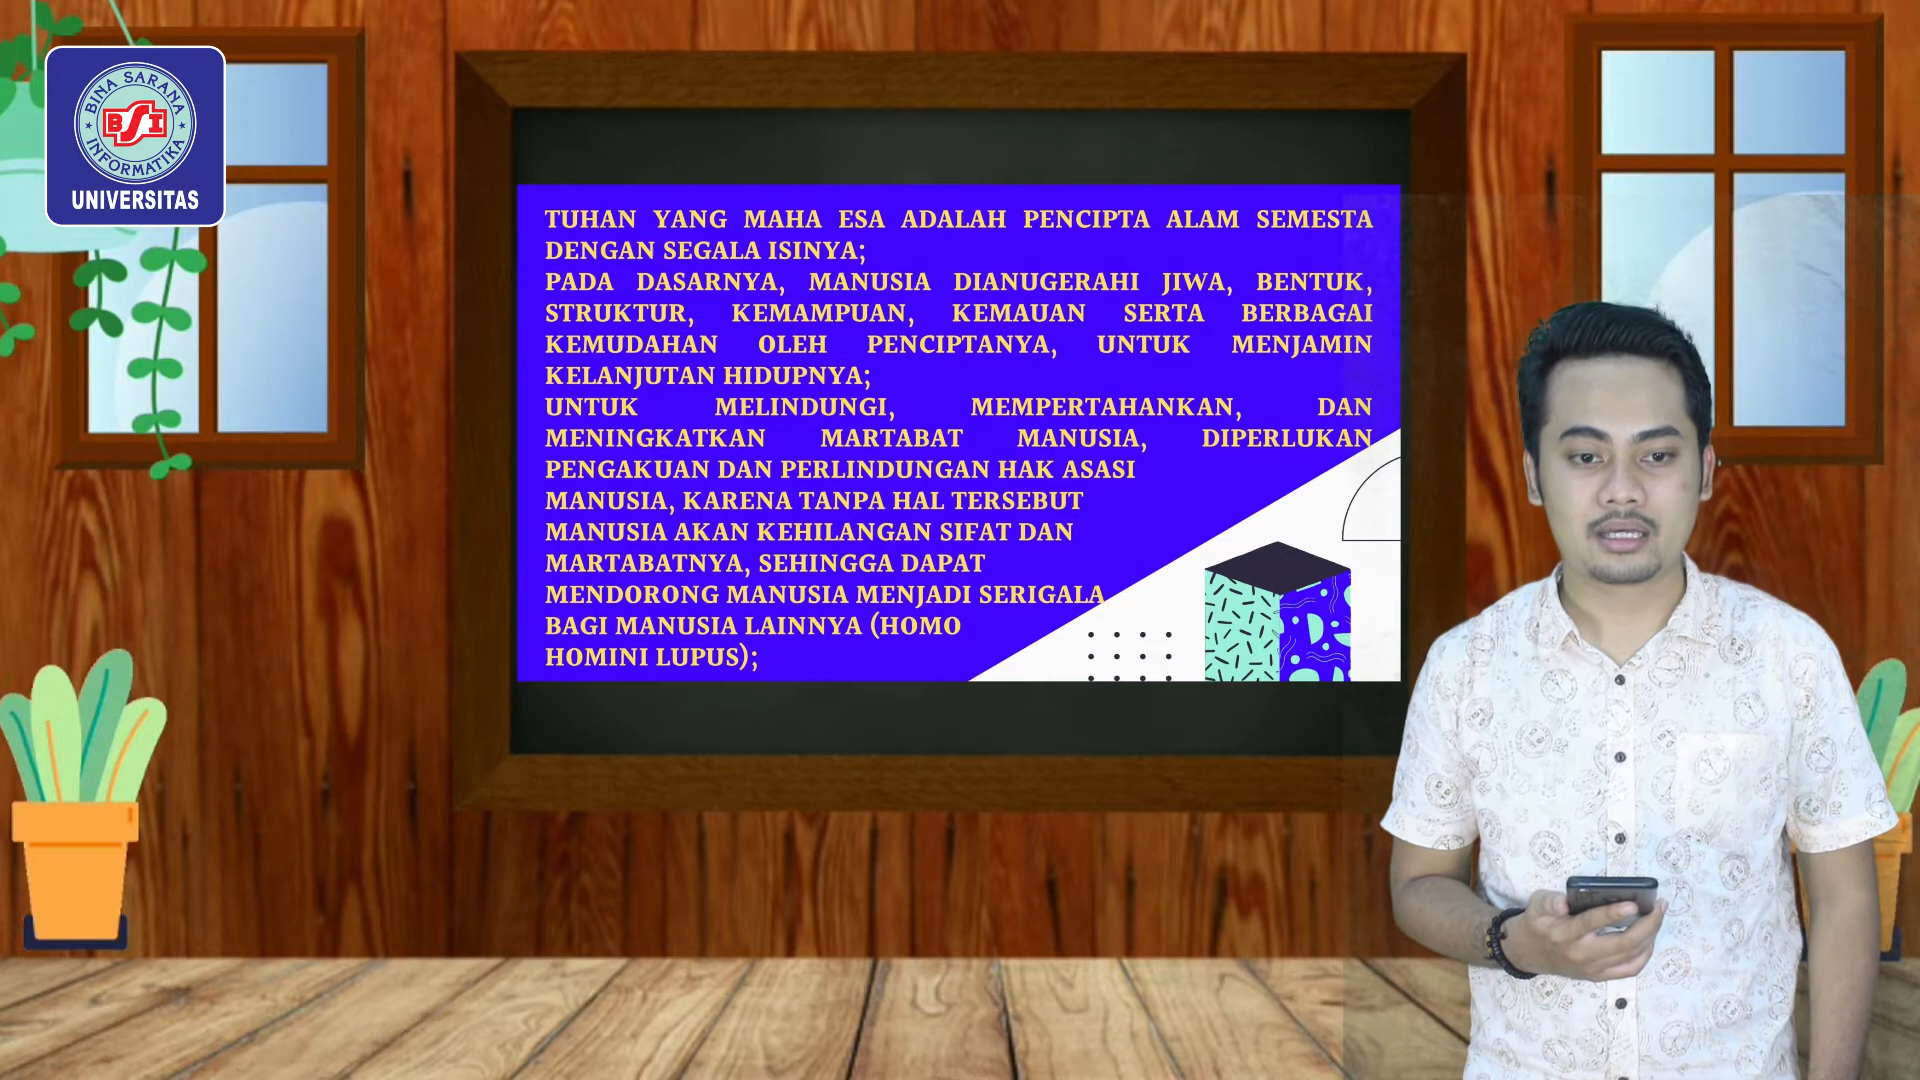 BINA SARANA
BSI
INFORMATIKA
UNIVERSITAS
TUHAN YANG MAHA ESA ADALAH PENCIPTA ALAM SEMESTA
DENGAN SEGALA ISINYA;
PADA DASARNYA, MANUSIA DIANUGERAHI JIWA, BENTUK,
STRUKTUR, KEMAMPUAN, KEMAUAN SERTA BERBAGAI
KEMUDAHAN OLEH PENCIPTANYA, UNTUK MENJAMIN
KELANJUTAN HIDUPNYA;
UNTUK MELINDUNGI, MEMPERTAHANKAN, DAN
MENINGKATKAN MARTABAT MANUSIA, DIPERLUKAN
PENGAKUAN DAN PERLINDUNGAN HAK ASASI
MANUSIA, KARENA TANPA HAL TERSEBUT
MANUSIA AKAN KEHILANGAN SIFAT DAN
MARTABATNYA, SEHINGGA DAPAT
MENDORONG MANUSIA MENJADI SERIGALA
BAGI MANUSIA LAINNYA (HOMO
HOMINI LUPUS);